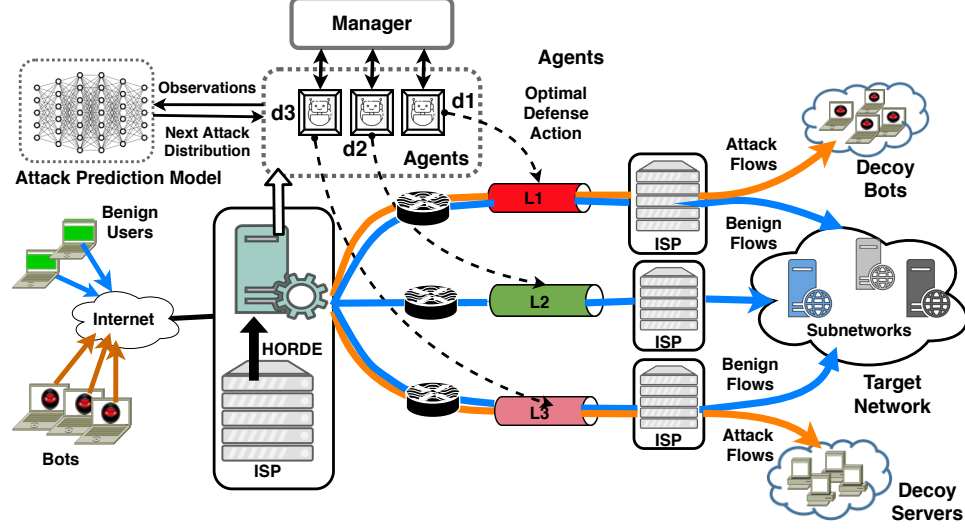 Manager
Agents
Observations
d3
d1
Optimal
Defense
Action
Next Attack
Distribution
d2
Agents
Attack Prediction Model
Attack
Flows
Decoy
Bots
Benign
Users
L1
ISP
Benign
Flows
Internet
L2
ISP
Subnetworks
HORDE
Benign
Flows
Target
Network
L3
ISP
Attack
Flows
Bots
ISP
Decoy
Servers